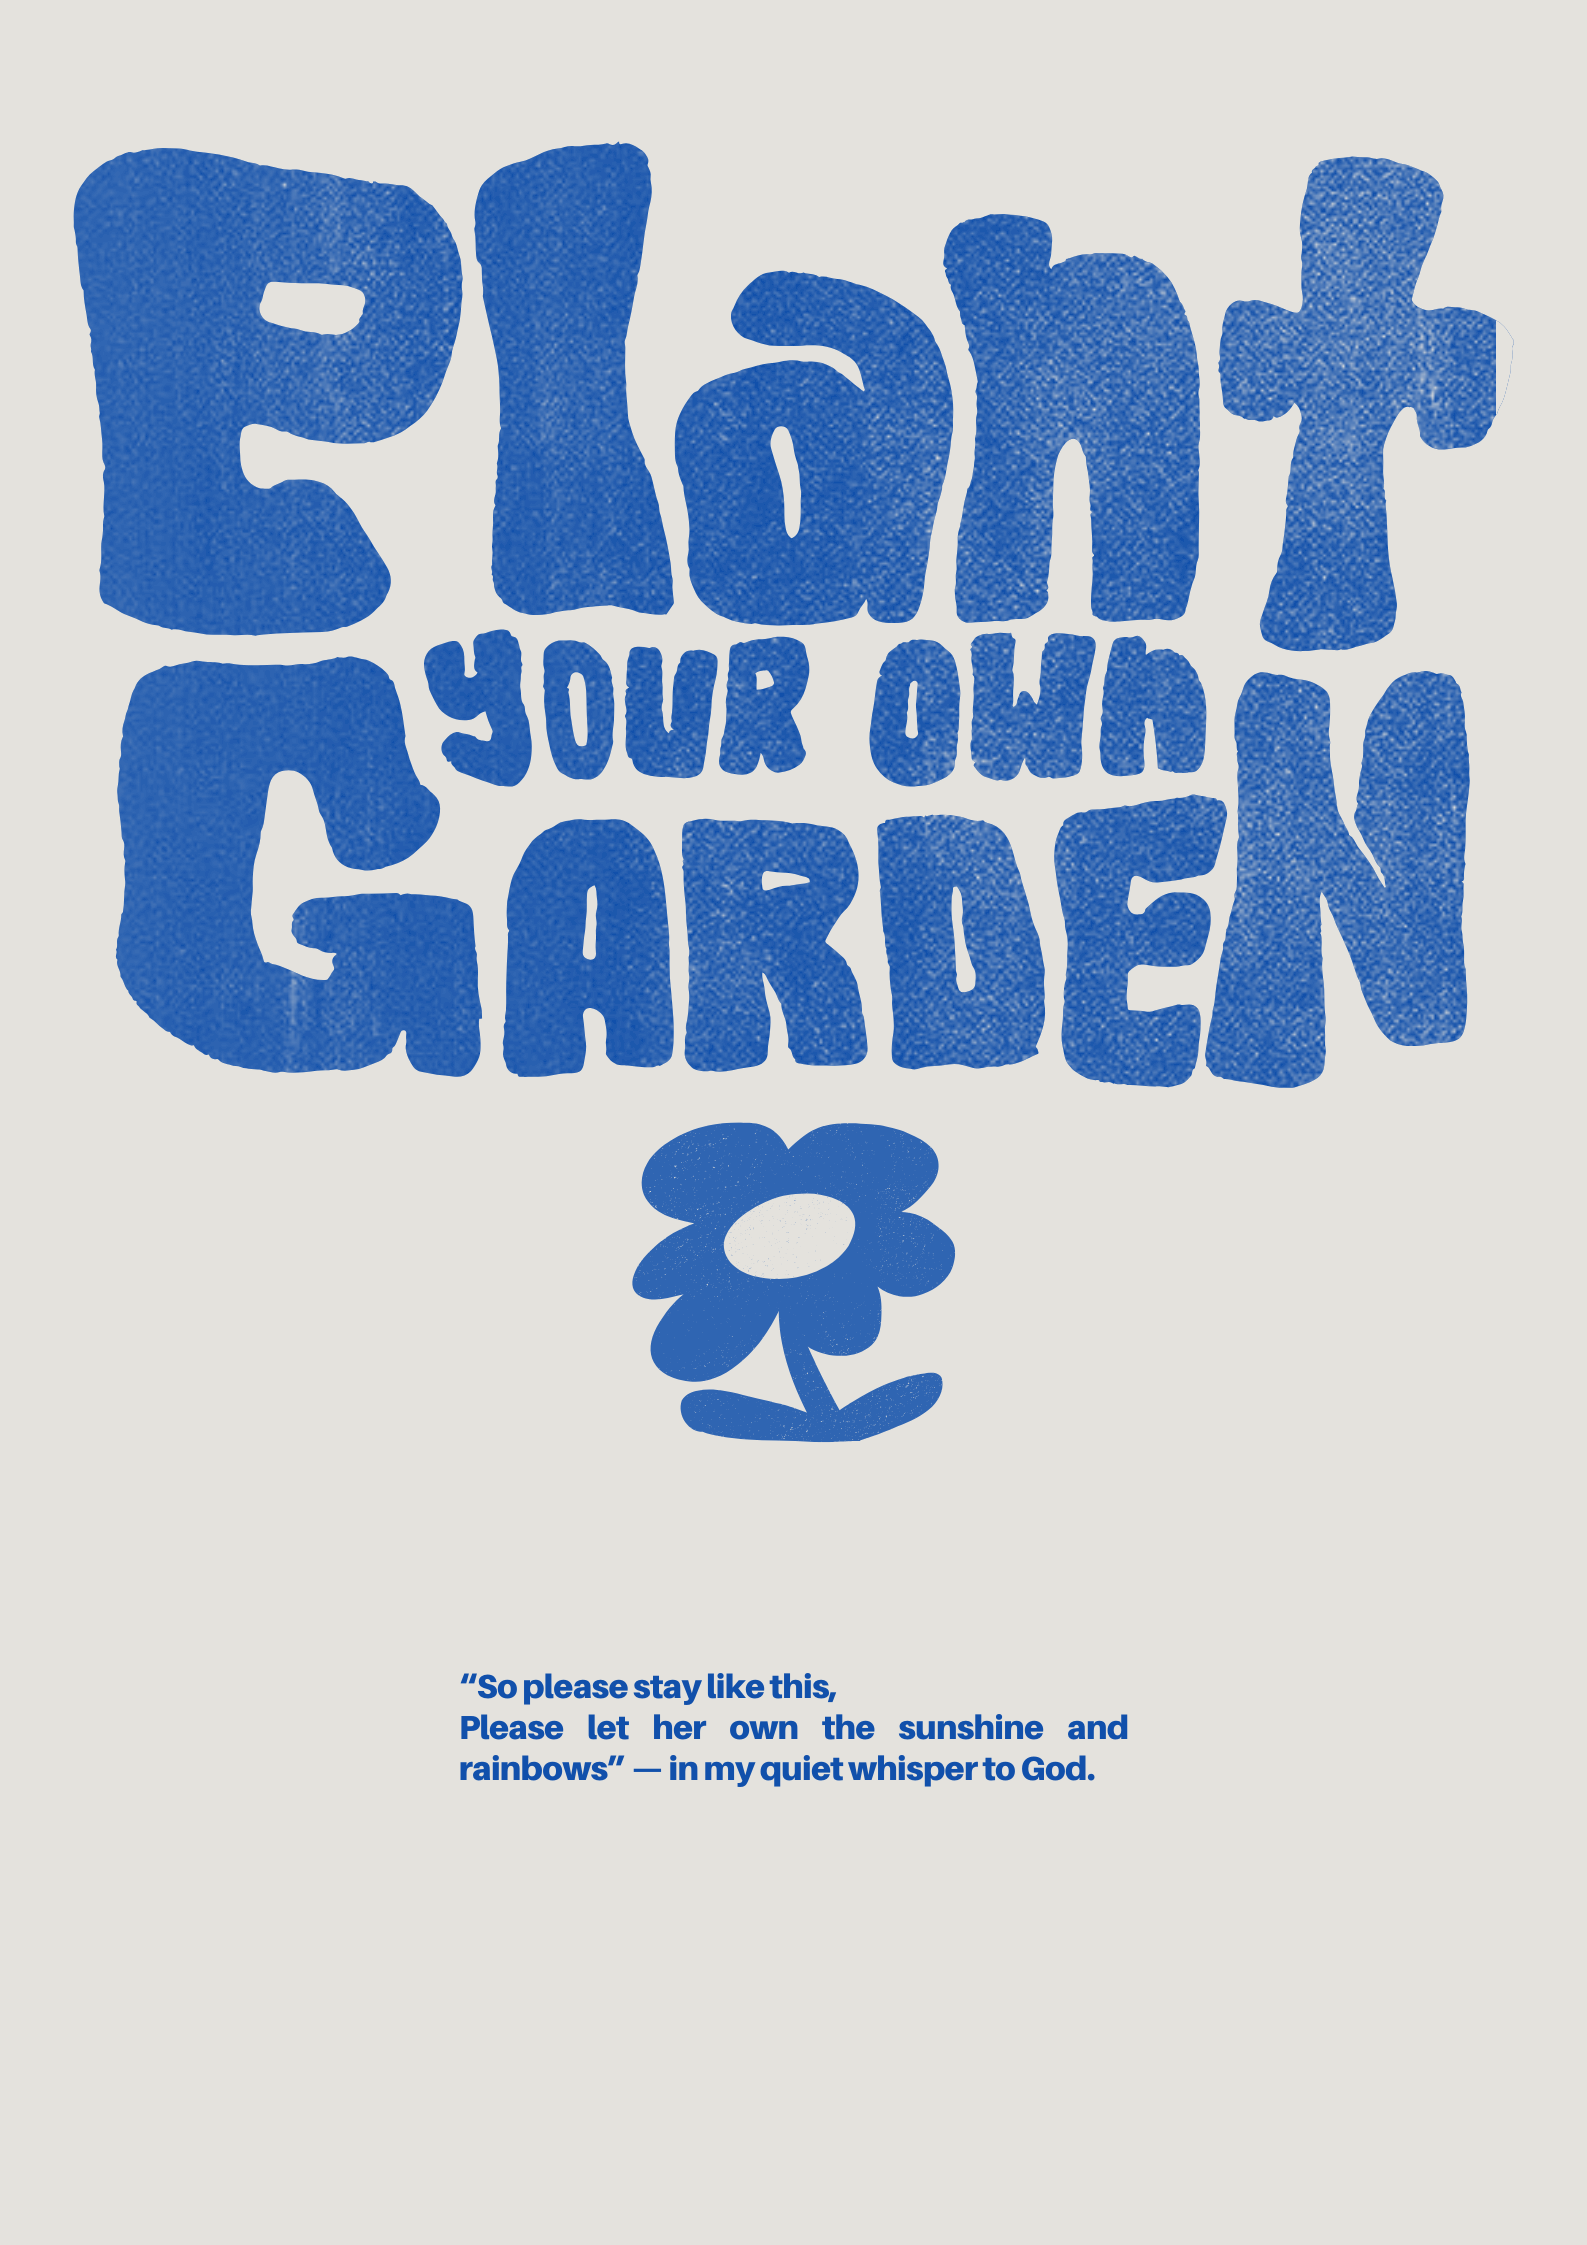 Plant
YOUR OWN
GARDEN
“So please stay like this,
Please let her own the sunshine and
rainbows” — in my quiet whisper to God.